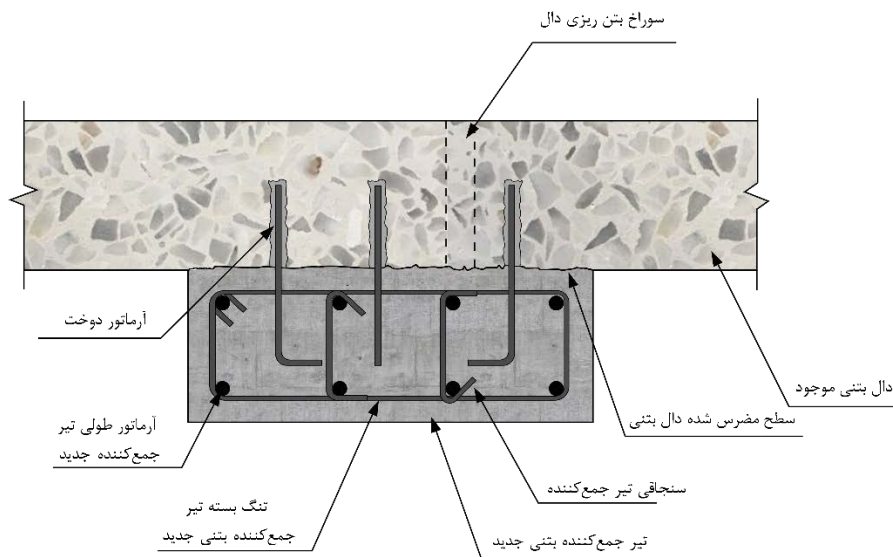 سوراخ بتن ریزی دال
آرماتور دوخت
دال بتنی موجود
سطح مضرس شده دال بتنی
آرماتور طولی تیر
جمع‌کننده جدید
سنجاقی تیر جمع‌کننده
تنگ بسته تیر
جمع‌کننده بتنی جدید
تیر جمع‌کننده بتنی جدید